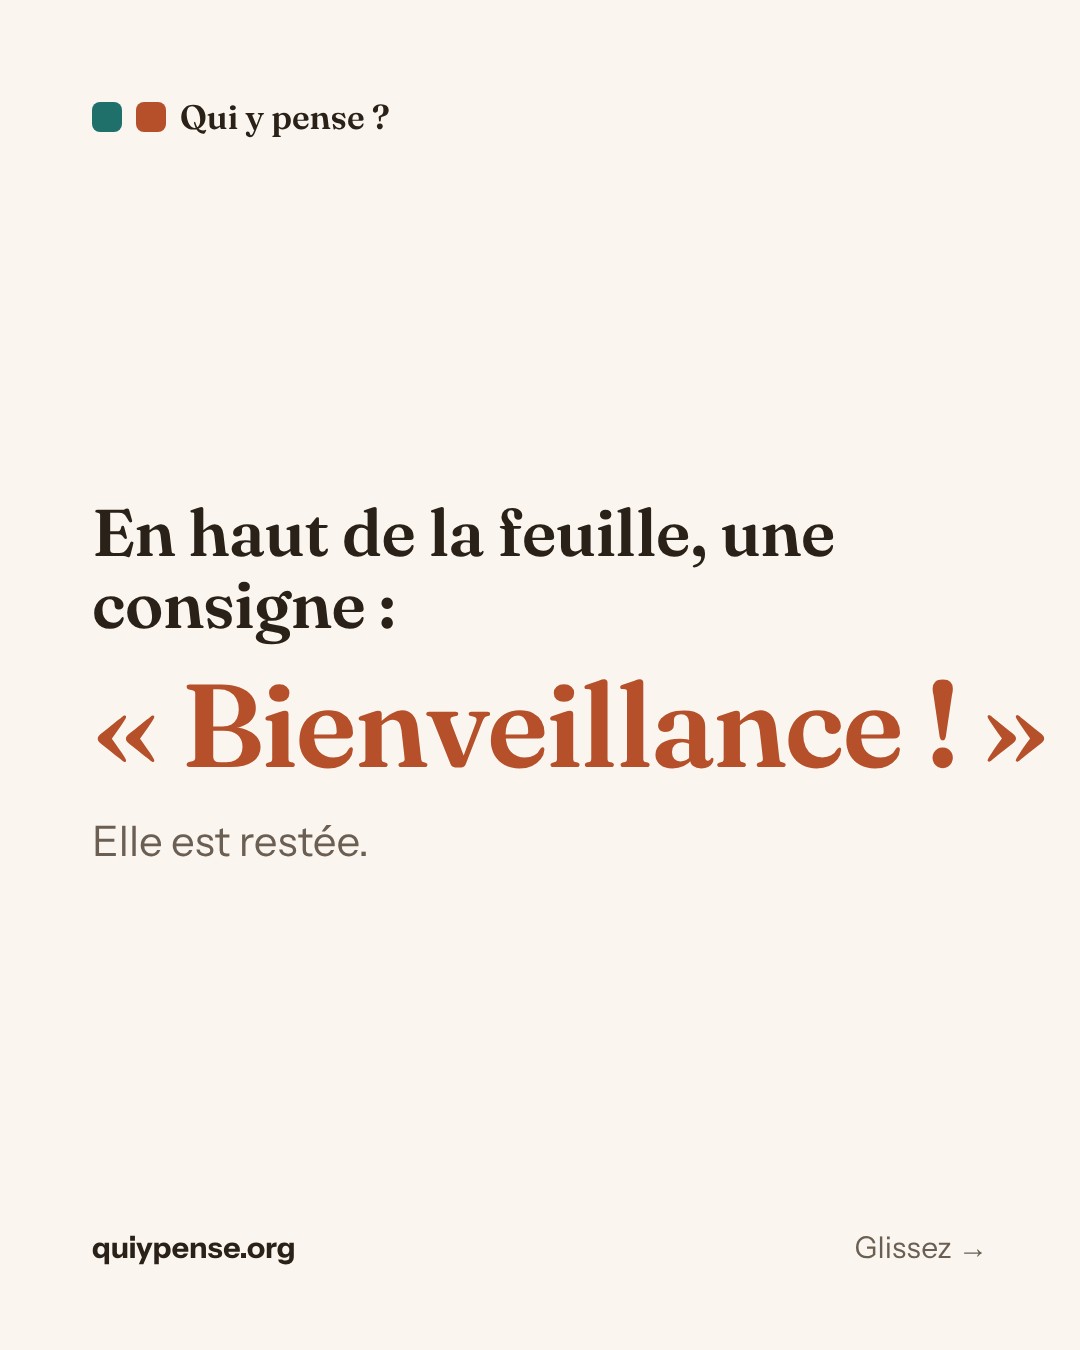 Qui y pense ?
En haut de la feuille, une
consigne :
« Bienveillance ! »
Elle est restée.
quiypense.org
Glissez →